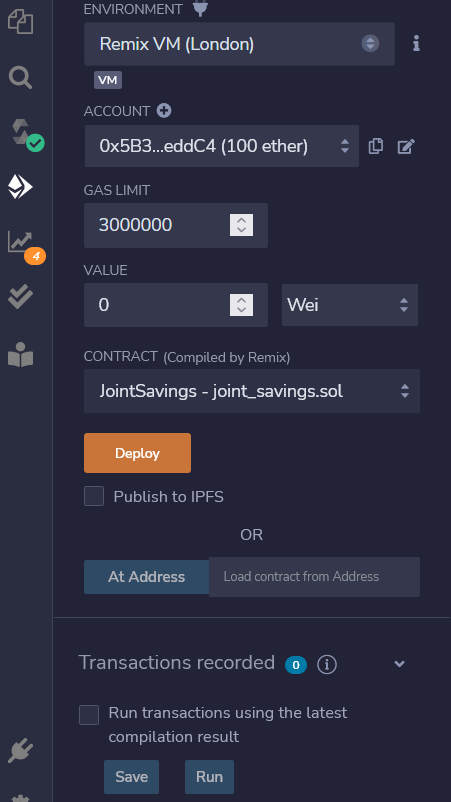 ENVIRONMENT
Remix VM (London)
VM
ACCOUNT
0x5B3...eddC4 (100 ether)
GAS LIMIT
3000000
4
VALUE
0 Wei
CONTRACT (Compiled by Remix)
JointSavings - joint_savings.sol
Deploy
Publish to IPFS
OR
At Address Load contract from Address
Transactions recorded 0
Run transactions using the latest
compilation result
Save Run